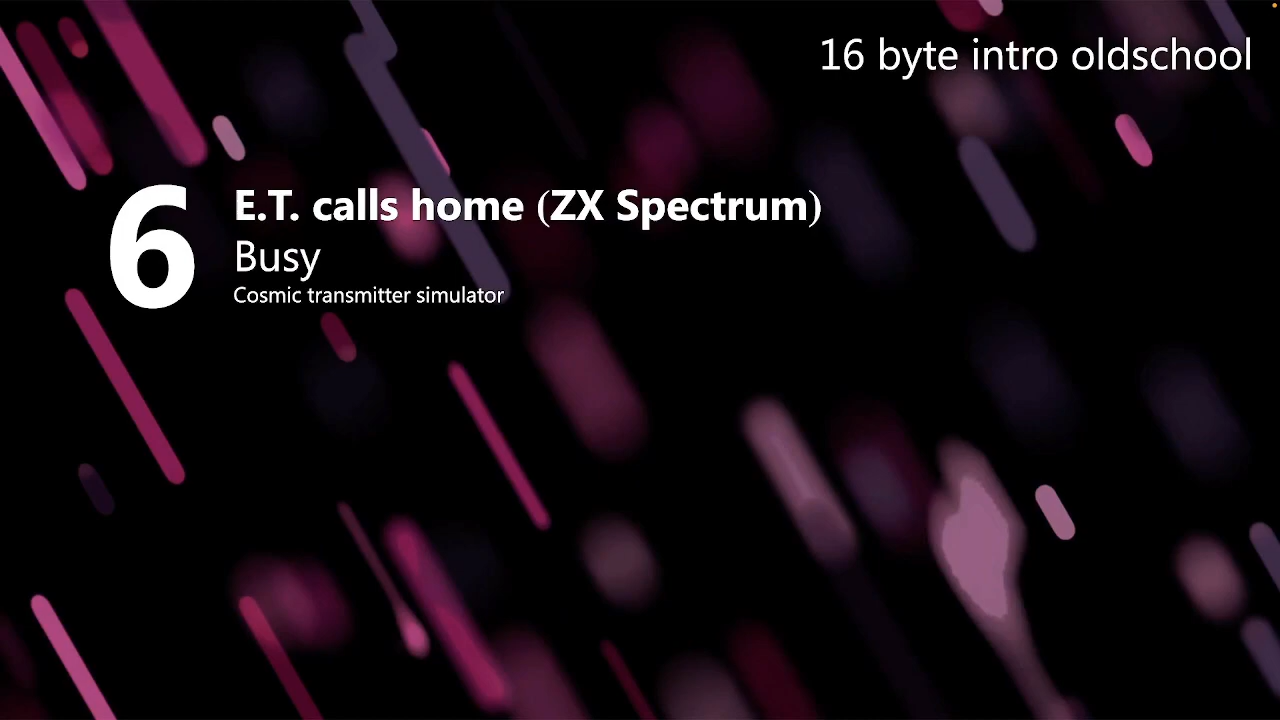 16 byte intro oldschool
6
E.T. calls home (ZX Spectrum)
Busy
Cosmic transmitter simulator